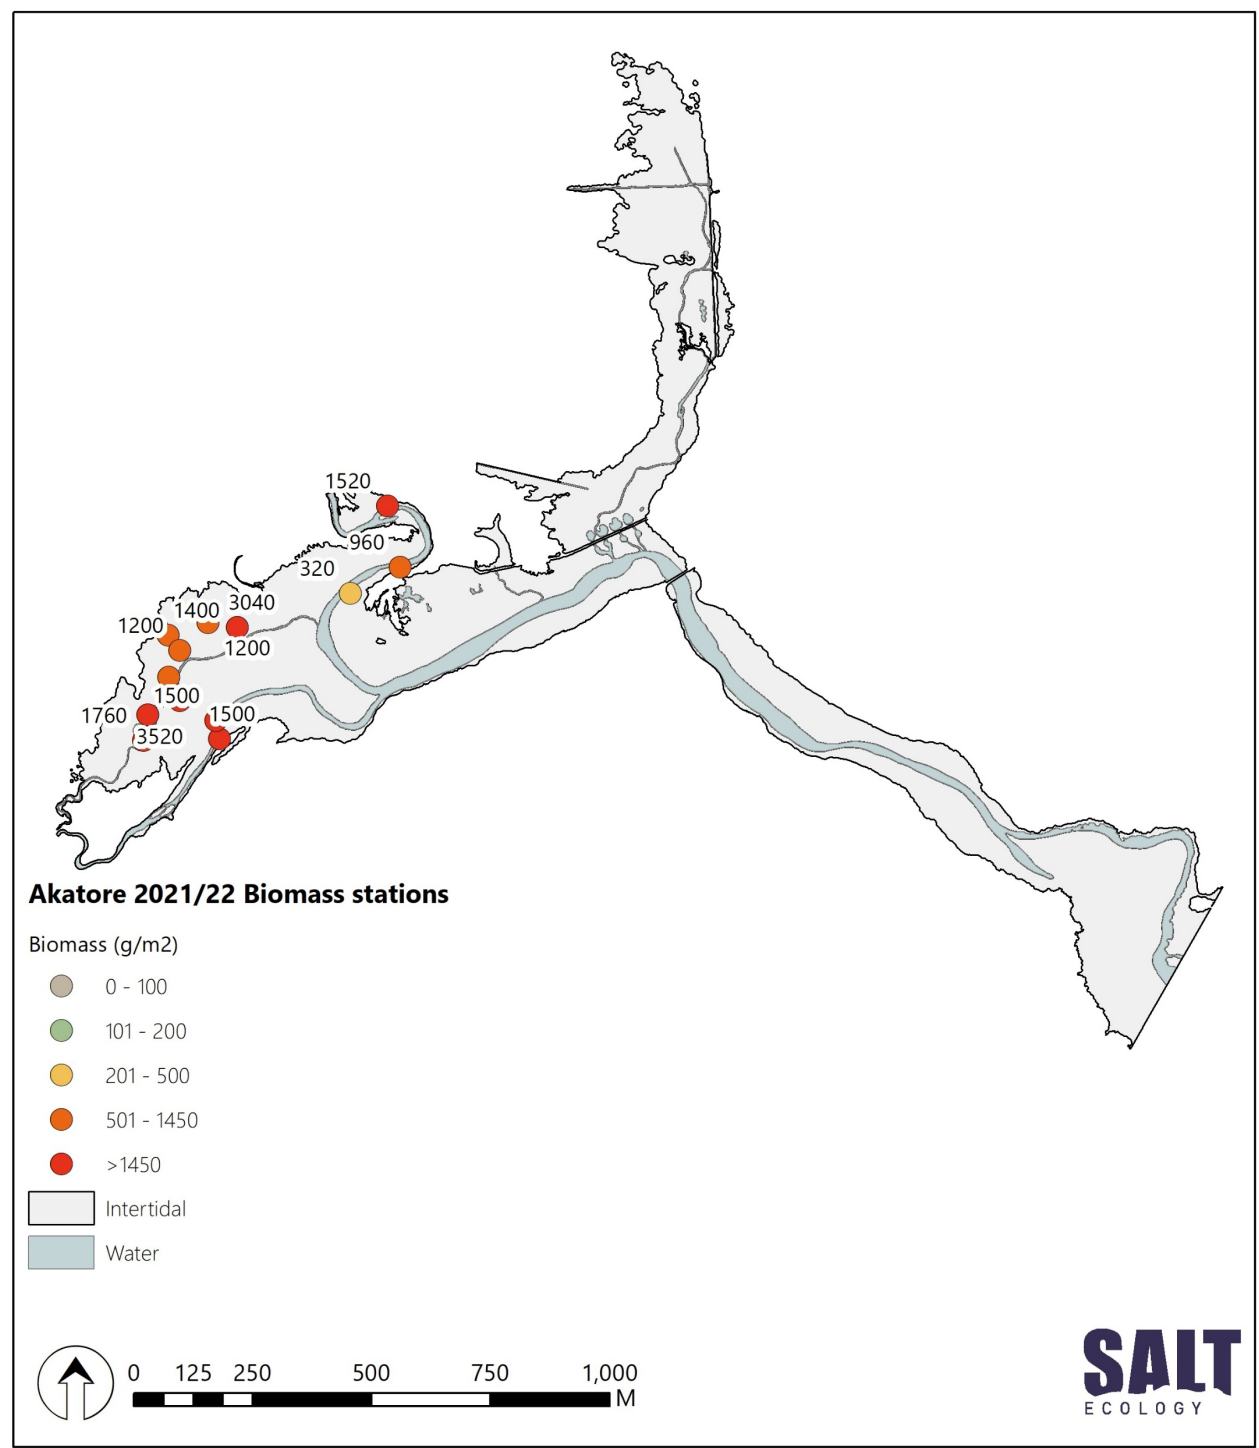 1520
960
320
3040
1400
1200
1200
1500
1760
1500
3520
Akatore 2021/22 Biomass stations
Biomass (g/m2)
0 - 100
101 - 200
201 - 500
501 - 1450
>1450
Intertidal
Water
0 125 250 500 750 1,000
M
SALT
ECOLOGY